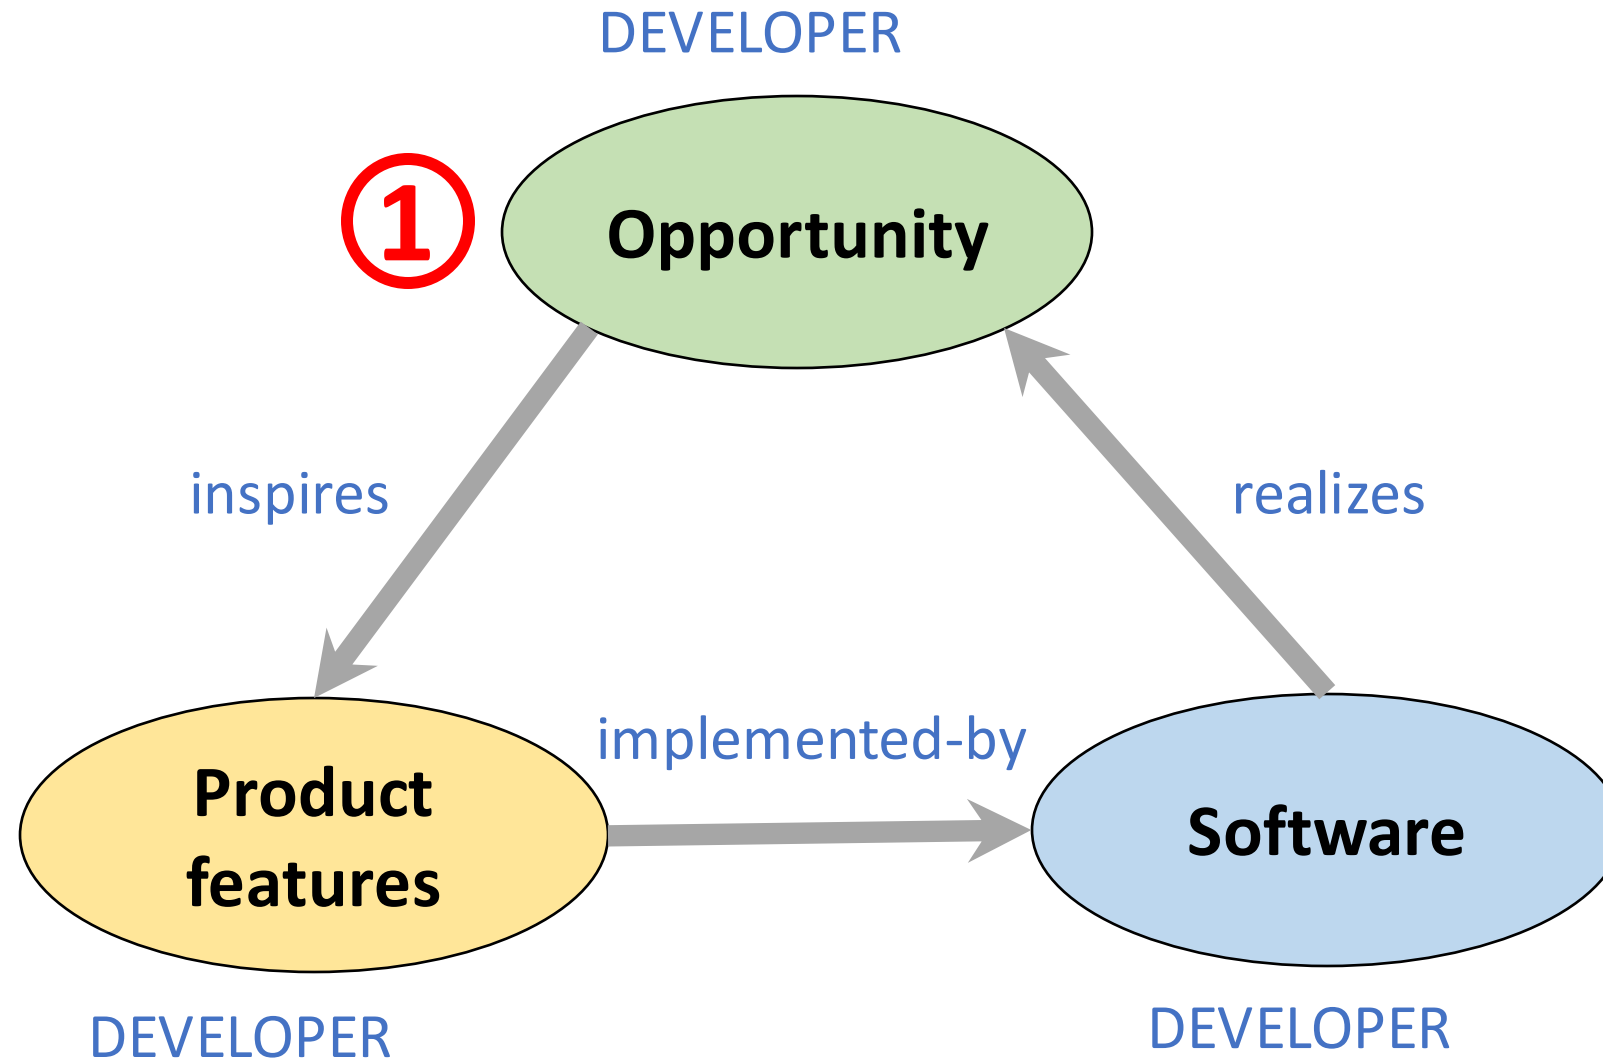 DEVELOPER
1
Opportunity
inspires
realizes
implemented-by
Product
features
Software
DEVELOPER
DEVELOPER